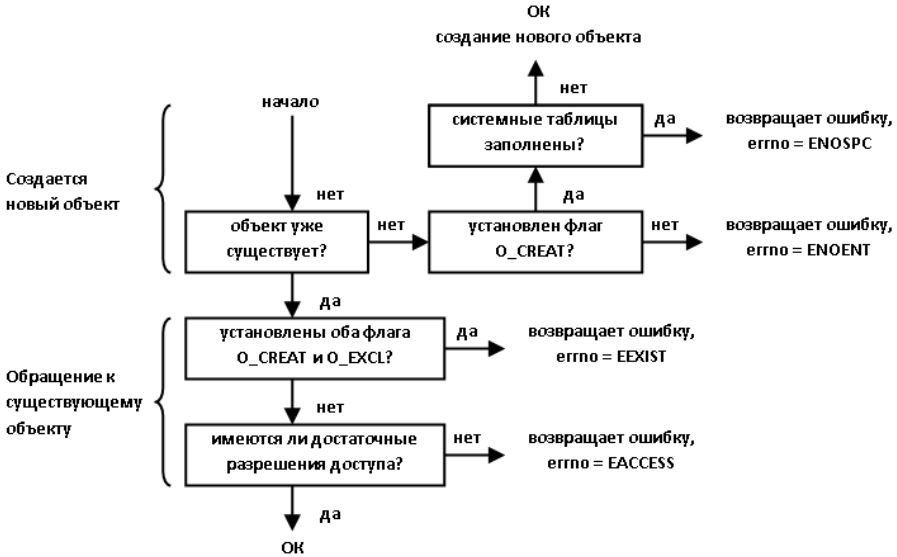 ОК
создание нового объекта
нет
начало
системные таблицы
заполнены?
да
возвращает ошибку,
errno = ENOSPC
Создается
новый объект
нет
да
объект уже
существует?
нет
установлен флаг
O_CREAT?
нет
возвращает ошибку,
errno = ENOENT
да
установлены оба флага
O_CREAT и O_EXCL?
да
возвращает ошибку,
errno = EEXIST
Обращение к
существующему
объекту
нет
имеются ли достаточные
разрешения доступа?
нет
возвращает ошибку,
errno = EACCESS
да
ОК